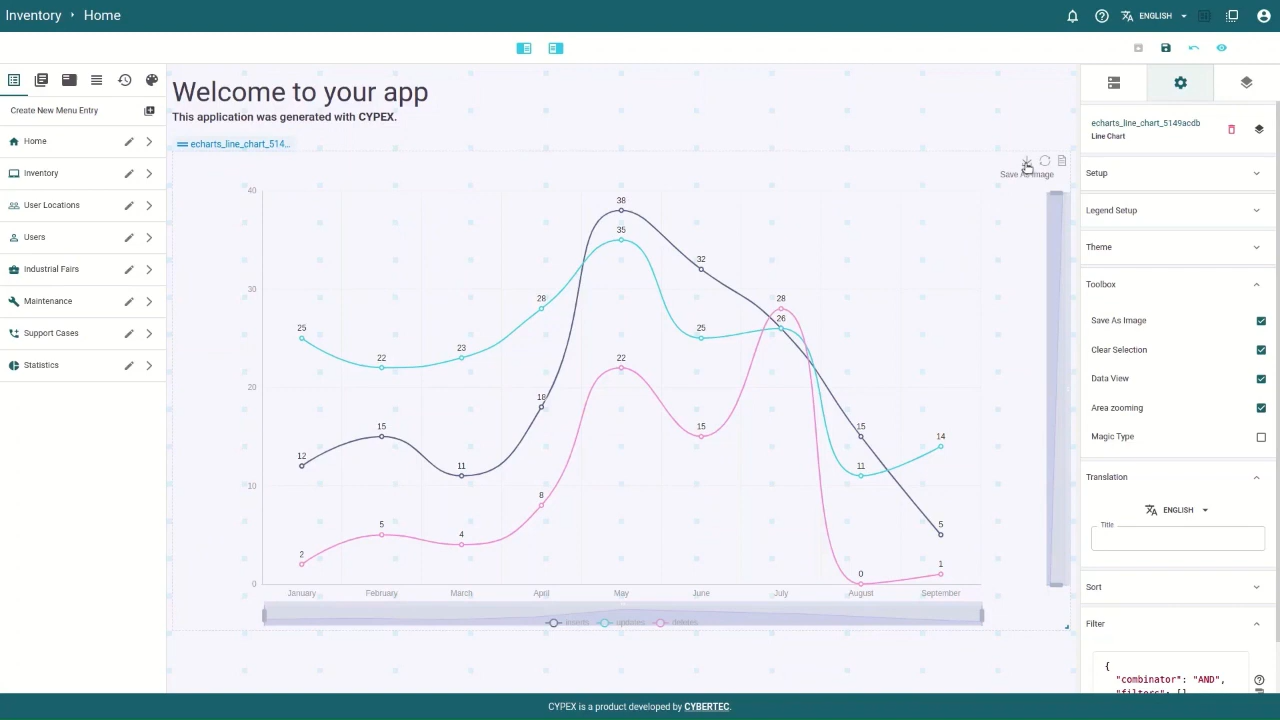 Inventory › Home
ENGLISH
Create New Menu Entry
Home
Inventory
User Locations
Users
Industrial Fairs
Maintenance
Support Cases
Statistics
Welcome to your app
This application was generated with CYPEX.
echarts_line_chart_514...
Save As Image
40
30
20
10
0
12
15
11
18
38
32
26
15
5
25
22
23
28
35
25
11
14
2
5
4
8
22
15
28
0
1
January
February
March
April
May
June
July
August
September
inserts
updates
deletes
echarts_line_chart_5149acdb
Line Chart
Setup
Legend Setup
Theme
Toolbox
Save As Image
Clear Selection
Data View
Area zooming
Magic Type
Translation
ENGLISH
Title
Sort
Filter
{
"combinator": "AND",
"filters": [],
CYPEX is a product developed by CYBERTEC.